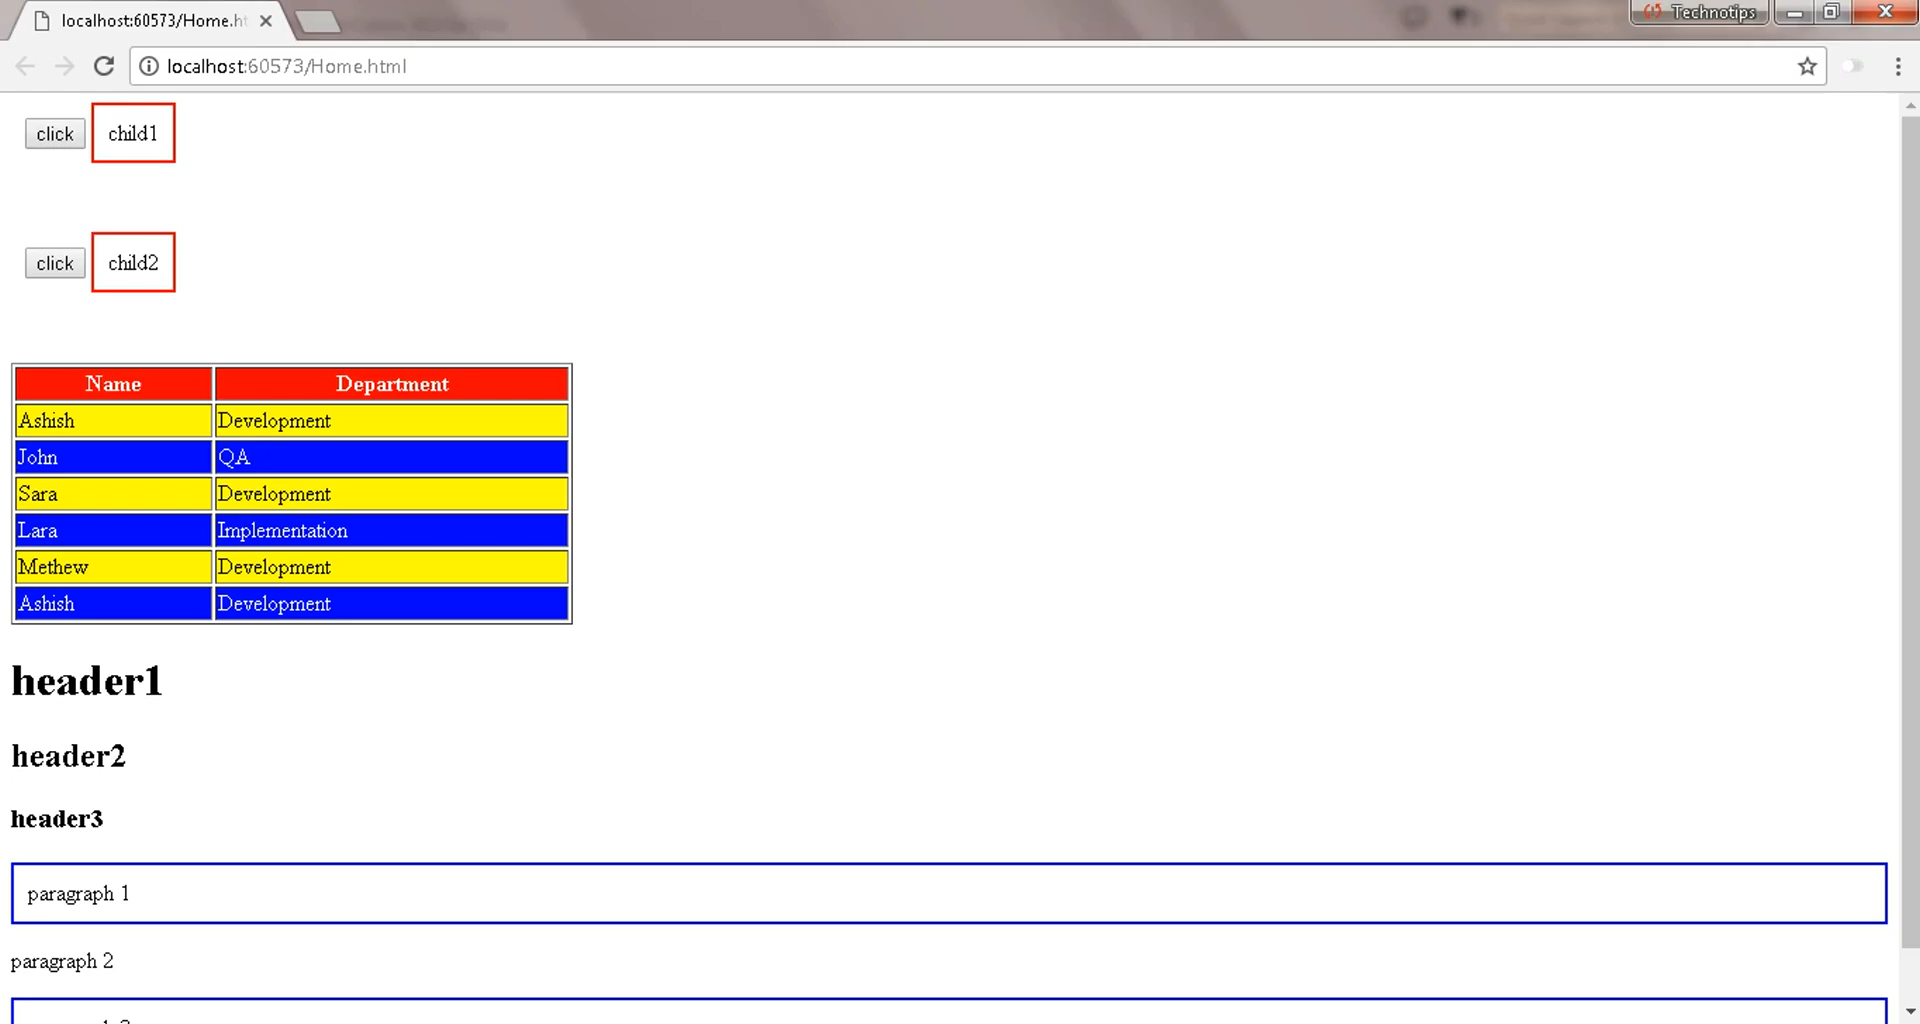 localhost:60573/Home.ht
Technotips
localhost:60573/Home.html
click child1
click child2
Name Department
Ashish Development
John QA
Sara Development
Lara Implementation
Methew Development
Ashish Development
header1
header2
header3
paragraph 1
paragraph 2